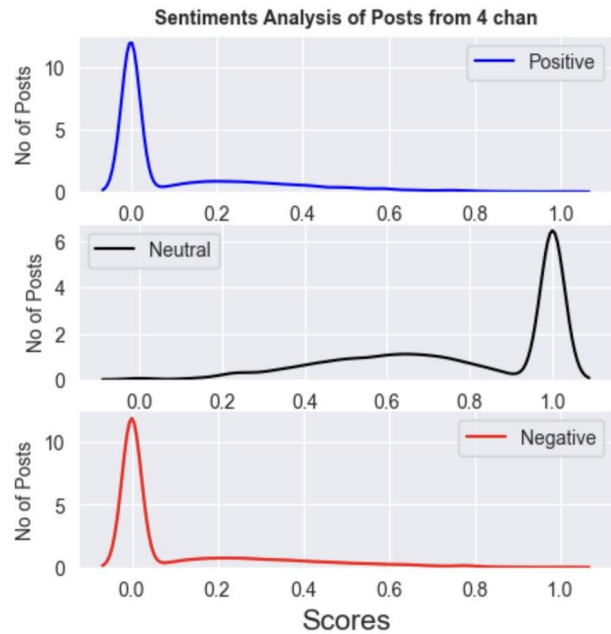 Sentiments Analysis of Posts from 4 chan
No of Posts
10
5
0
Positive
0.0 0.2 0.4 0.6 0.8 1.0
No of Posts
6
4
2
0
Neutral
0.0 0.2 0.4 0.6 0.8 1.0
No of Posts
10
5
0
Negative
0.0 0.2 0.4 0.6 0.8 1.0
Scores